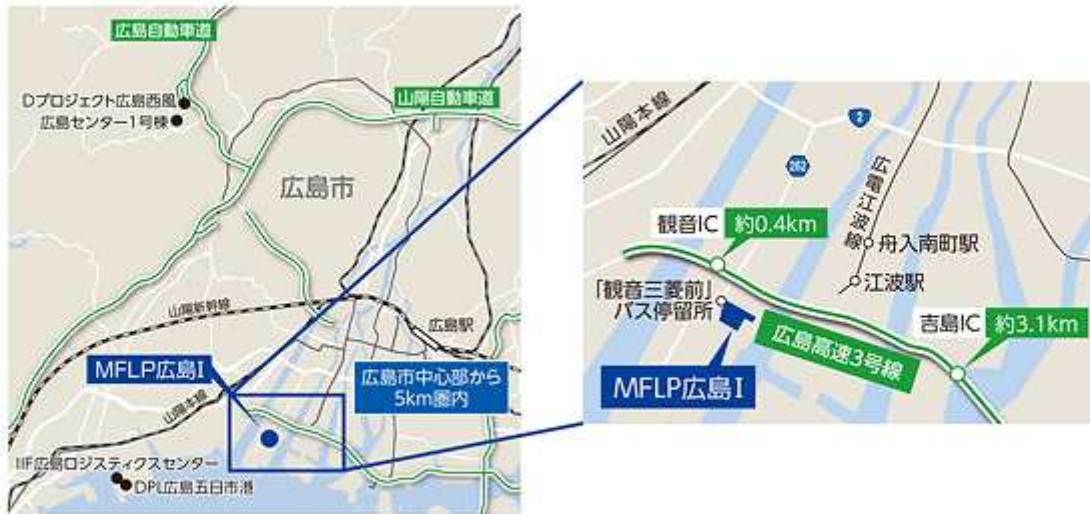 広島自動車道
Dプロジェクト広島西風
広島センター1号棟
山陽自動車道
広島市
山陽新幹線
広島駅
MFLP広島Ⅰ
広島市中心部から
5km圏内
山陽本線
IIF広島ロジスティクスセンター
DPL広島五日市港
山陽本線
2
262
広電江波線
観音IC 約0.4km
舟入南町駅
江波駅
「観音三菱前」
バス停留所
吉島IC 約3.1km
広島高速3号線
MFLP広島Ⅰ